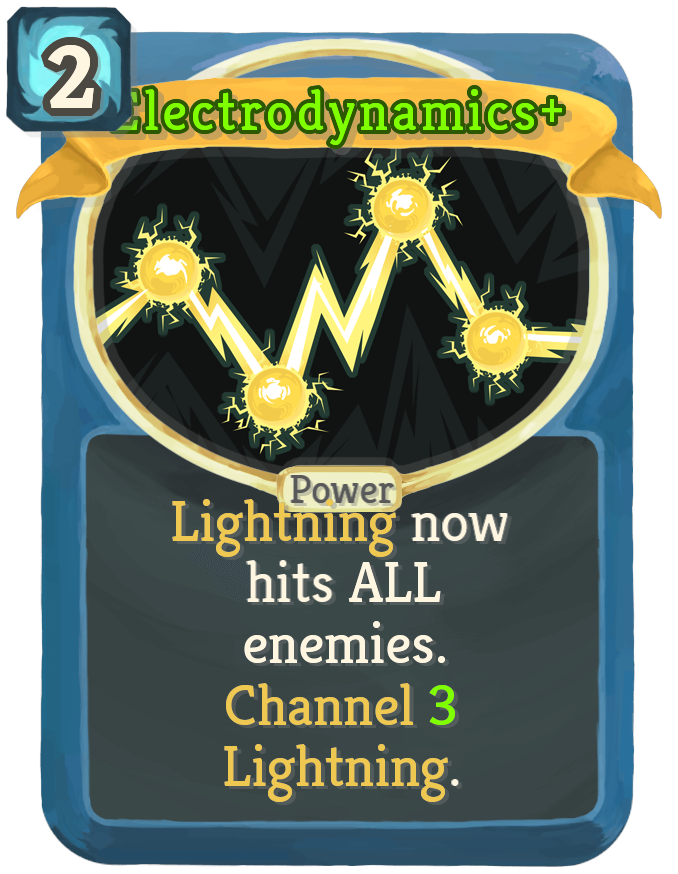 2
Electrodynamics+
Power
Lightning now
hits ALL
enemies.
Channel 3
Lightning.